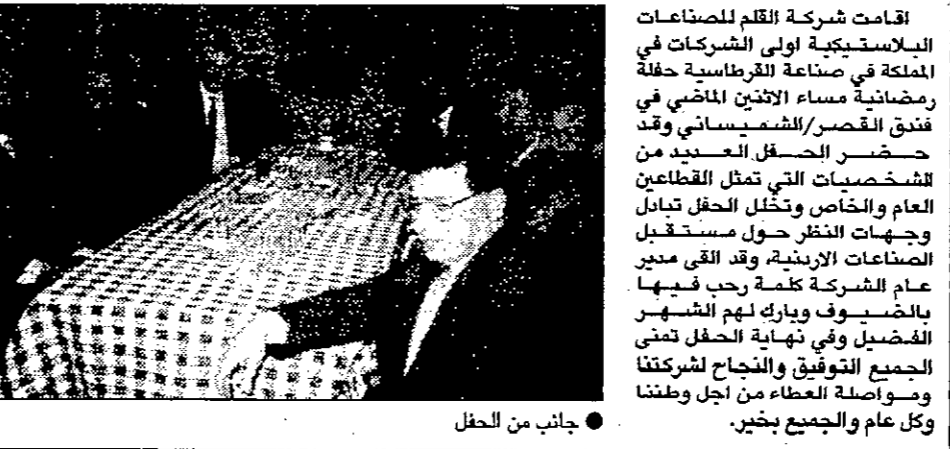 اقامت شركة القلم للصناعات
البلاستيكية اولى الشركات في
المملكة في صناعة القرطاسية حفلة
رمضانية مساء الاثنين الماضي في
فندق القصر/الشميساني وقد
حضر الحفل العديد من
الشخصيات التي تمثل القطاعين
العام والخاص وتخلل الحفل تبادل
وجهات النظر حول مستقبل
الصناعات الاردنية، وقد القى مدير
عام الشركة كلمة رحب فيها
بالضيوف وبارك لهم الشهر
الفضيل وفي نهاية الحفل تمنى
الجميع التوفيق والنجاح لشركتنا
ومواصلة العطاء من اجل وطننا
وكل عام والجميع بخير.
● جانب من الحفل